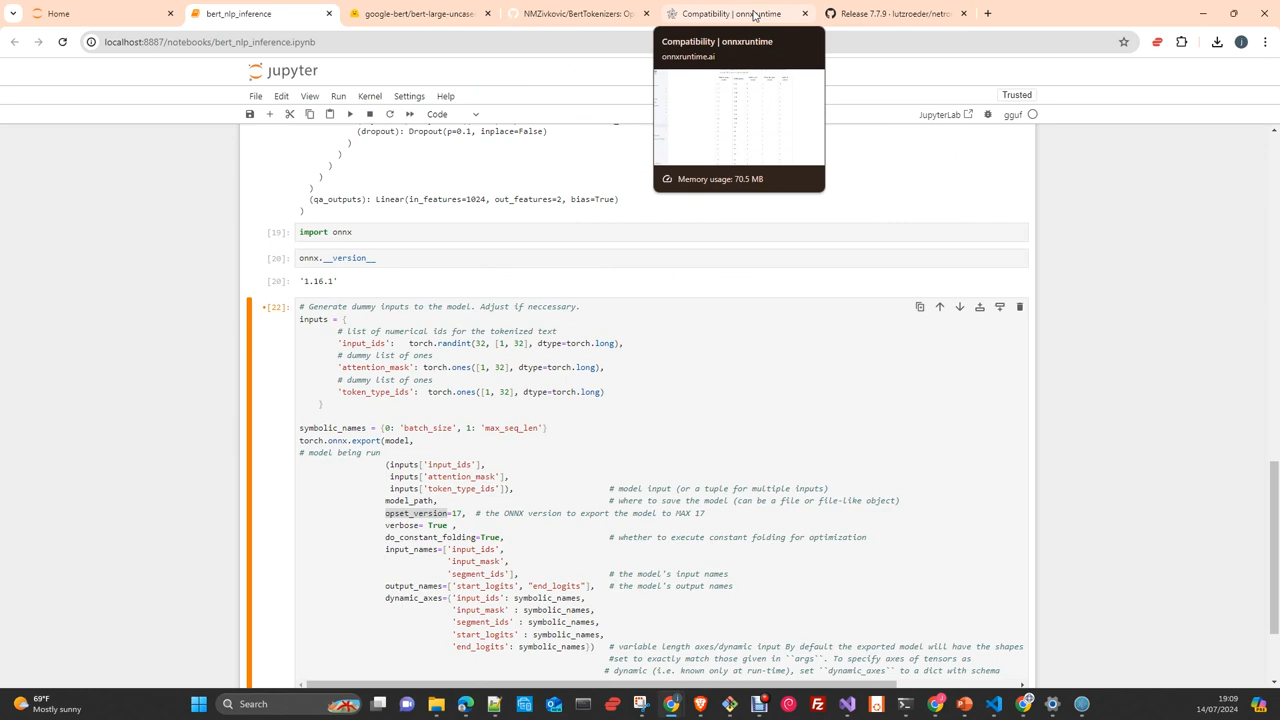 Home
bert_nlp_inference
google-bert/bert-large-uncase
NMZivkovic/BertTokenizers: Op
Compatibility | onnxruntime
Release 7.7.9 · lutzroeder/netro
localhost:8887/notebooks/bert_nlp_inference.ipynb
Compatibility | onnxruntime
onnxruntime.ai
Memory usage: 70.5 MB
jupyter
File Edit View Run Kernel Settings Help
Trusted
Code
JupyterLab
gguf
(dropout): Dropout(p=0.1, inplace=False)
)
)
)
)
(qa_outputs): Linear(in_features=1024, out_features=2, bias=True)
)
[19]: import onnx
[20]: onnx.__version__
[20]: '1.16.1'
[22]: # Generate dummy inputs to the model. Adjust if neccessary.
inputs = {
# list of numerical ids for the tokenized text
'input_ids': torch.randint(32, [1, 32], dtype=torch.long),
# dummy list of ones
'attention_mask': torch.ones([1, 32], dtype=torch.long),
# dummy list of ones
'token_type_ids': torch.ones([1, 32], dtype=torch.long)
}
symbolic_names = {0: 'batch_size', 1: 'max_seq_len'}
torch.onnx.export(model,
# model being run
(inputs['input_ids'],
inputs['attention_mask'],
inputs['token_type_ids']), # model input (or a tuple for multiple inputs)
model_path, # where to save the model (can be a file or file-like object)
opset_version=17, # the ONNX version to export the model to MAX 17
verbose= True ,
do_constant_folding=True, # whether to execute constant folding for optimization
input_names=['input_ids',
'input_mask',
'segment_ids'], # the model's input names
output_names=['start_logits', "end_logits"], # the model's output names
dynamic_axes={'input_ids': symbolic_names,
'input_mask' : symbolic_names,
'segment_ids' : symbolic_names,
'start_logits' : symbolic_names,
'end_logits': symbolic_names}) # variable length axes/dynamic input By default the exported model will have the shapes
#set to exactly match those given in ``args``. To specify axes of tensors as
# dynamic (i.e. known only at run-time), set ``dynamic_axes`` to a dict with schema
69°F
Mostly sunny
Search
19:09
14/07/2024